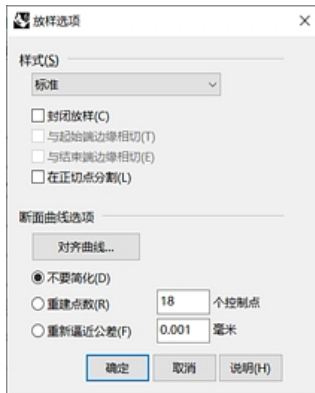 放样选项
样式(S)
标准
封闭放样(C)
与起始端边缘相切(T)
与结束端边缘相切(E)
在正切点分割(L)
断面曲线选项
对齐曲线...
不要简化(D)
重建点数(R) 18 个控制点
重新逼近公差(F) 0.001 毫米
确定 取消 说明(H)